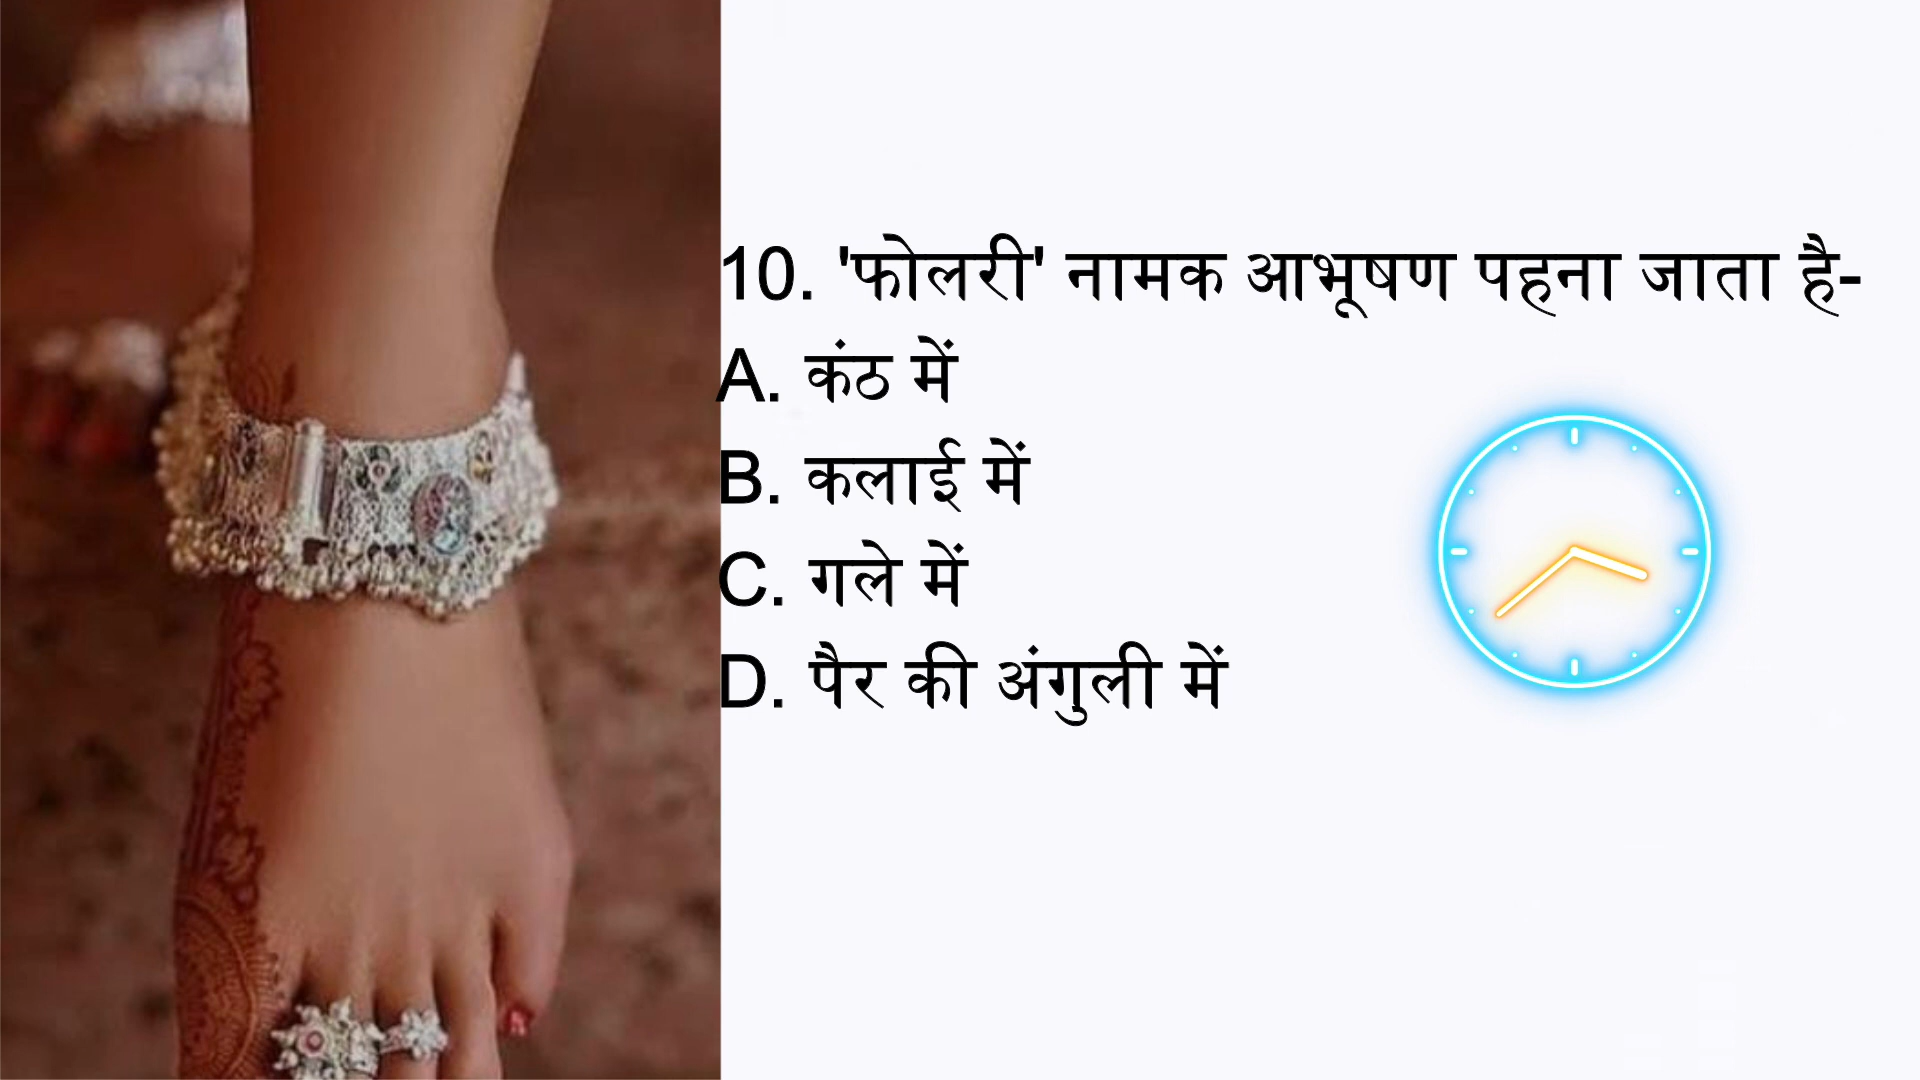 10. 'फोलरी' नामक आभूषण पहना जाता है-
A. कंठ में
B. कलाई में
C. गले में
D. पैर की अंगुली में